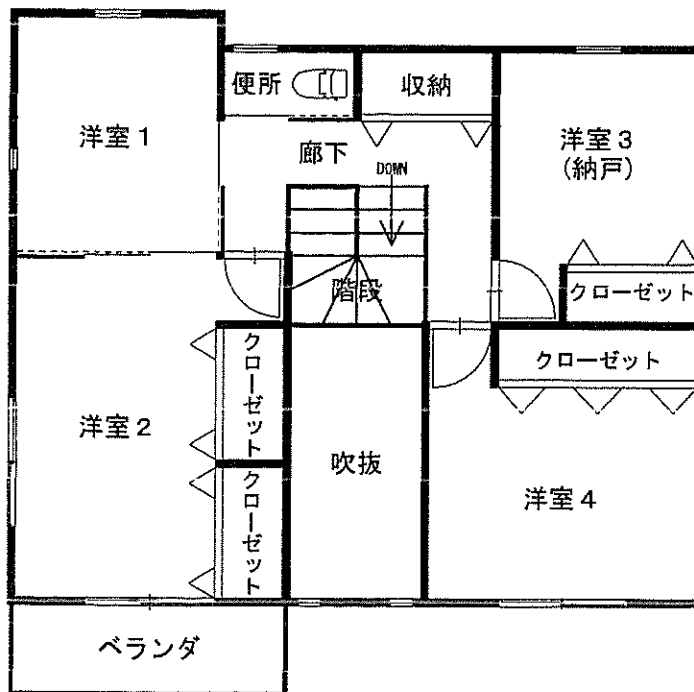 便所
収納
洋室1
廊下
洋室3
(納戸)
DOWN
階段
クローゼット
クローゼット
クローゼット
洋室2
吹抜
クローゼット
洋室4
ベランダ